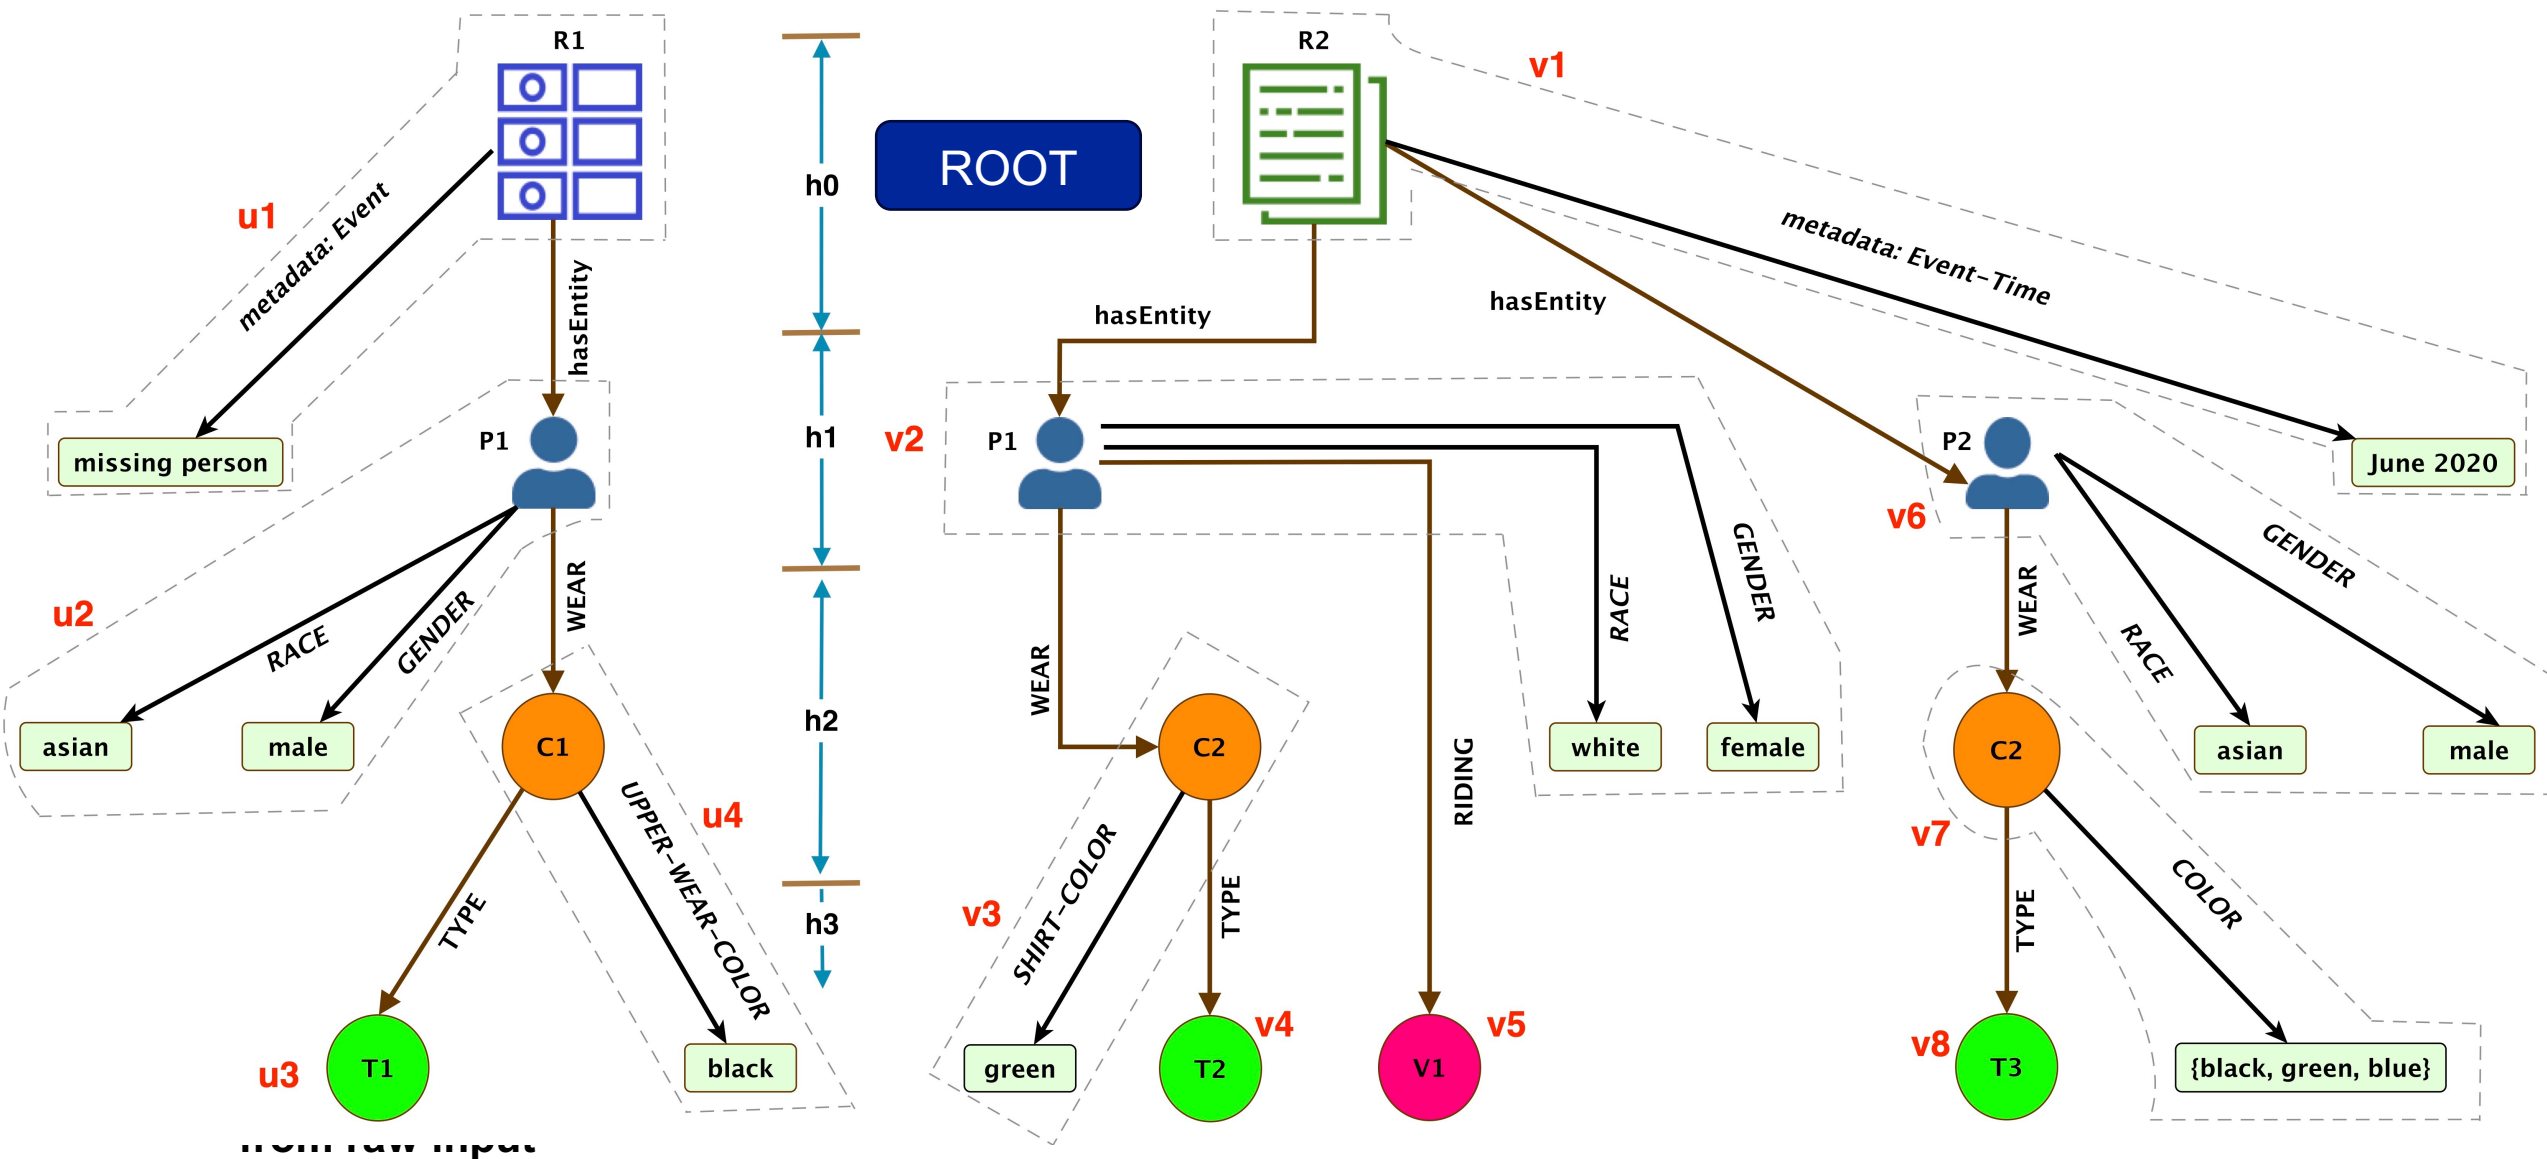 R1
R2
v1
ROOT
h0
u1
metadata: Event
metadata: Event-Time
hasEntity
hasEntity
hasEntity
P1
h1
v2
P1
P2
missing person
June 2020
v6
GENDER
GENDER
WEAR
RACE
WEAR
u2
RACE
GENDER
WEAR
RACE
asian
male
C1
h2
C2
RIDING
white
female
C2
asian
male
u4
UPPER-WEAR-COLOR
SHIRT-COLOR
v7
COLOR
TYPE
h3
v3
TYPE
TYPE
u3
T1
black
green
T2
v4
V1
v5
v8
T3
{black, green, blue}
from raw input